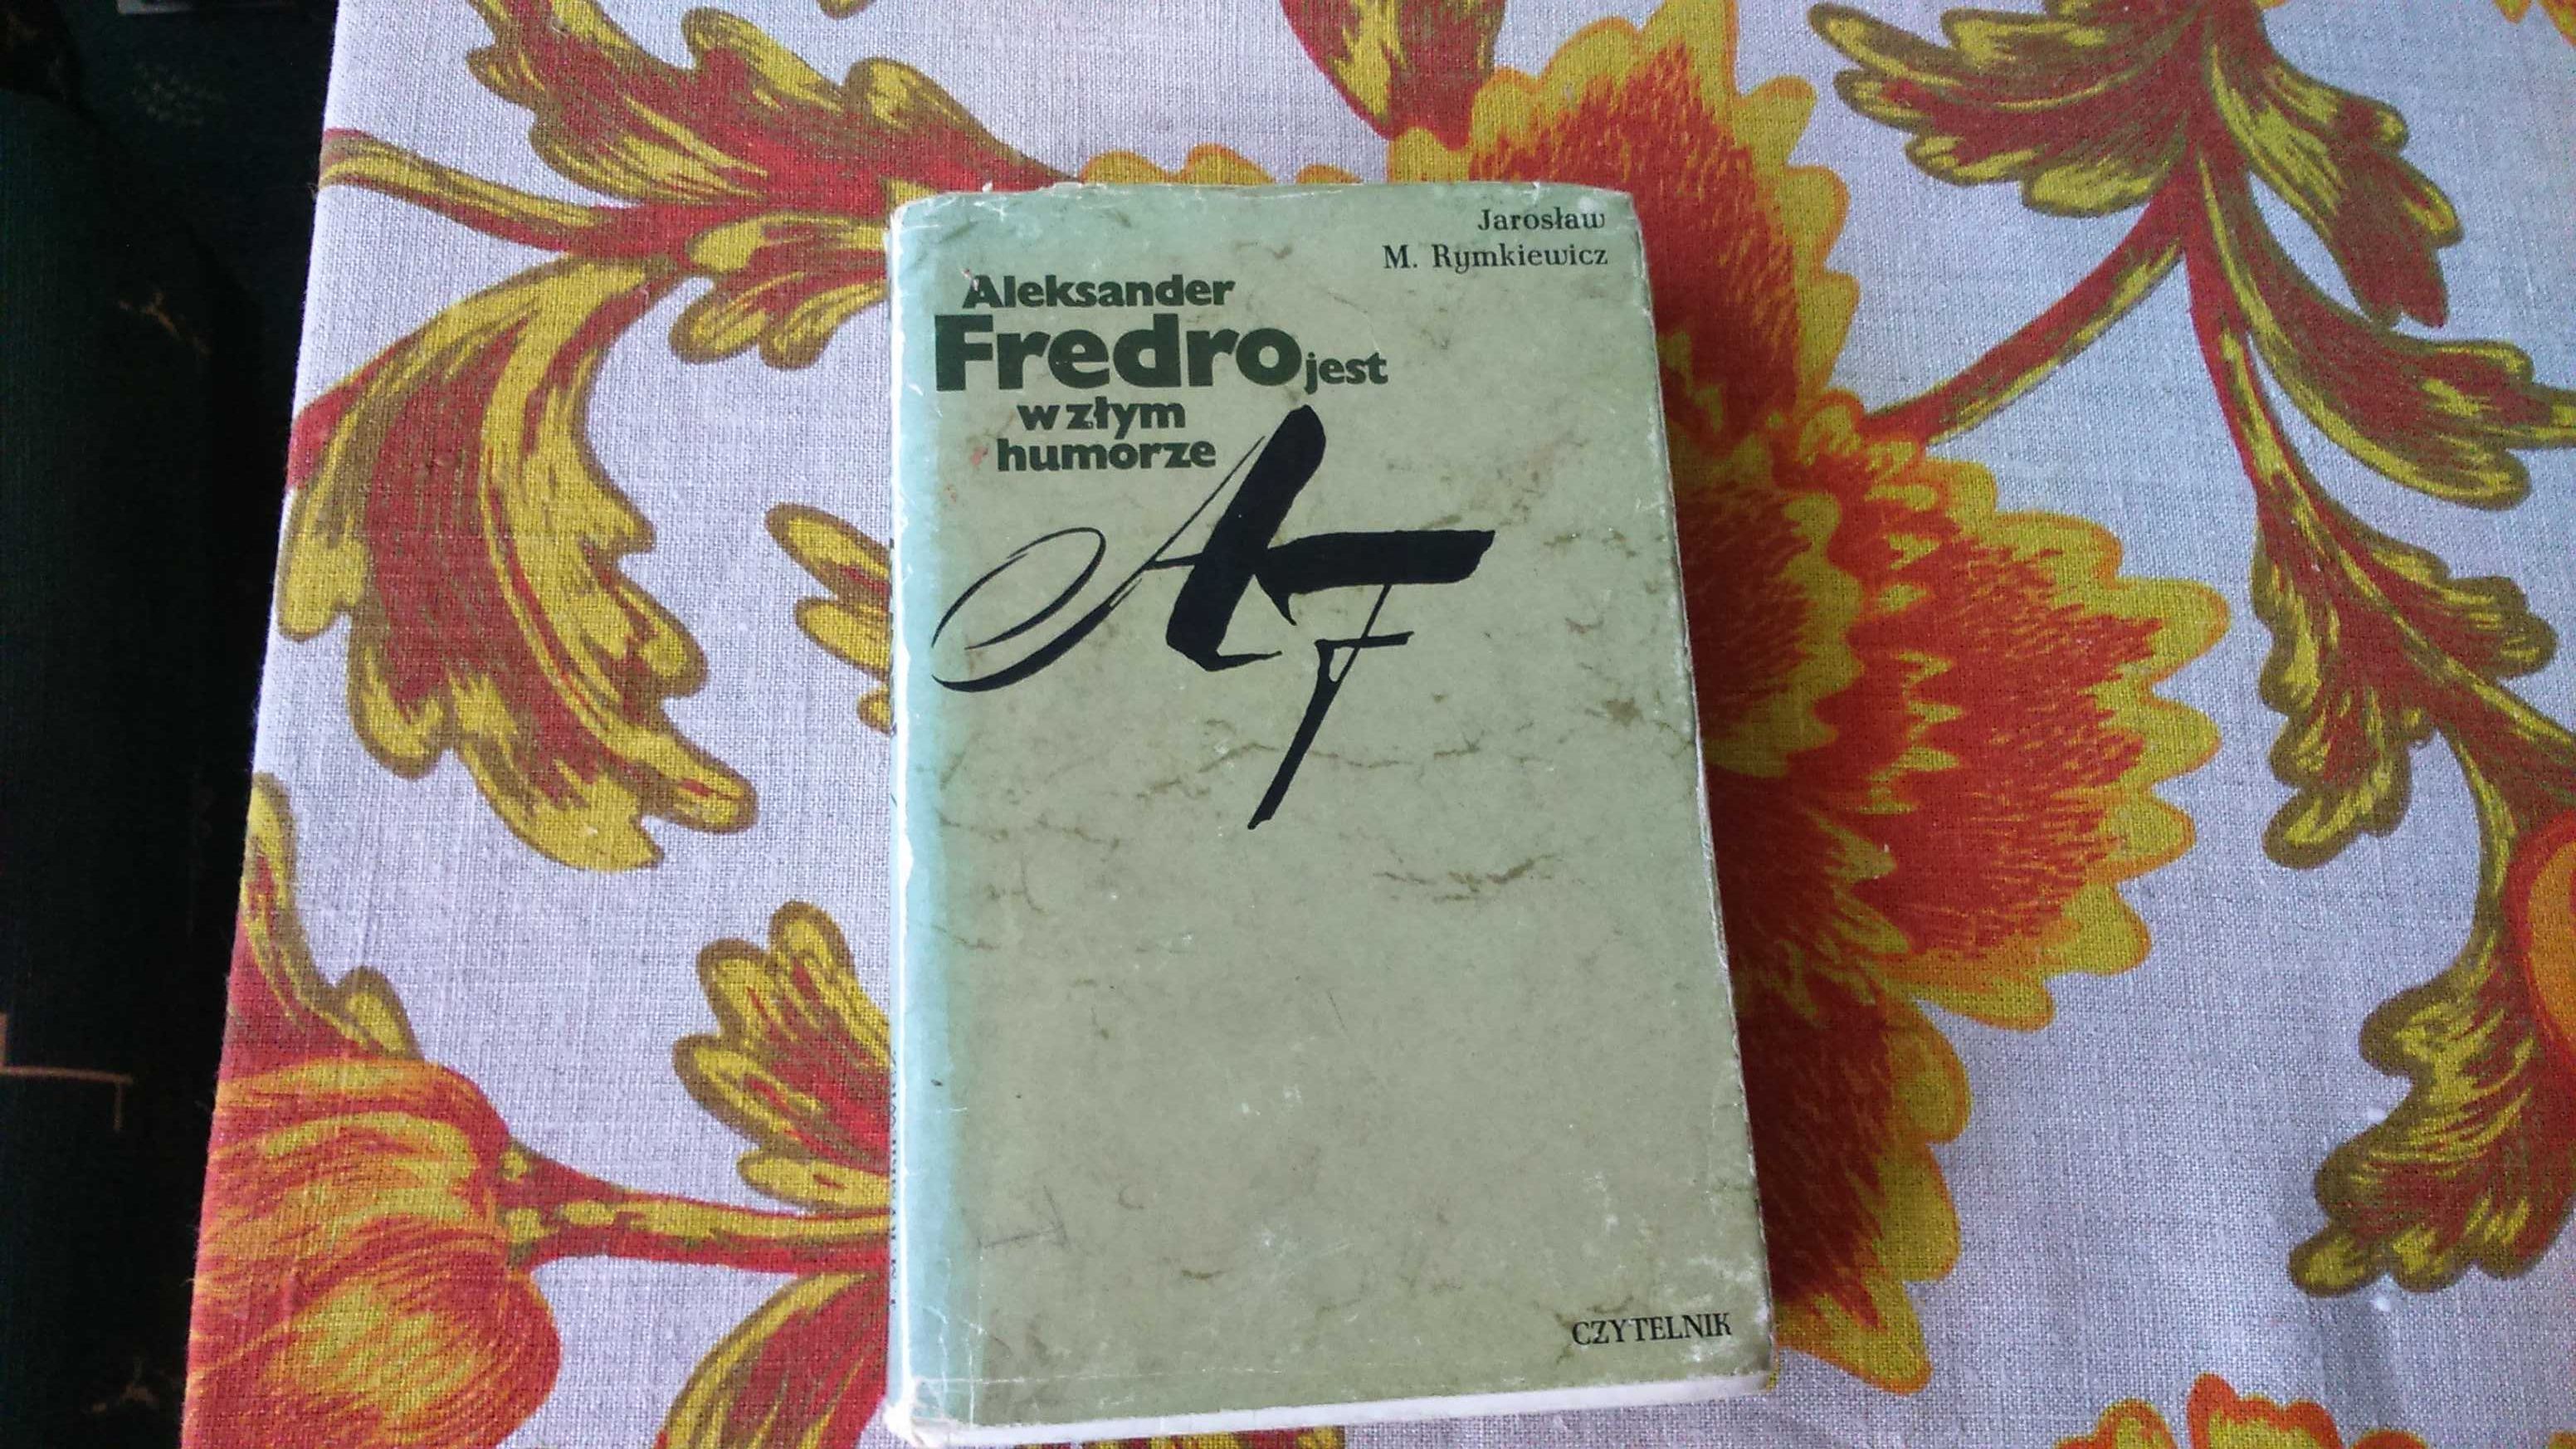 Jarosław
M. Rymkiewicz
Aleksander
Fredro jest
w złym
humorze
AF
CZYTELNIK